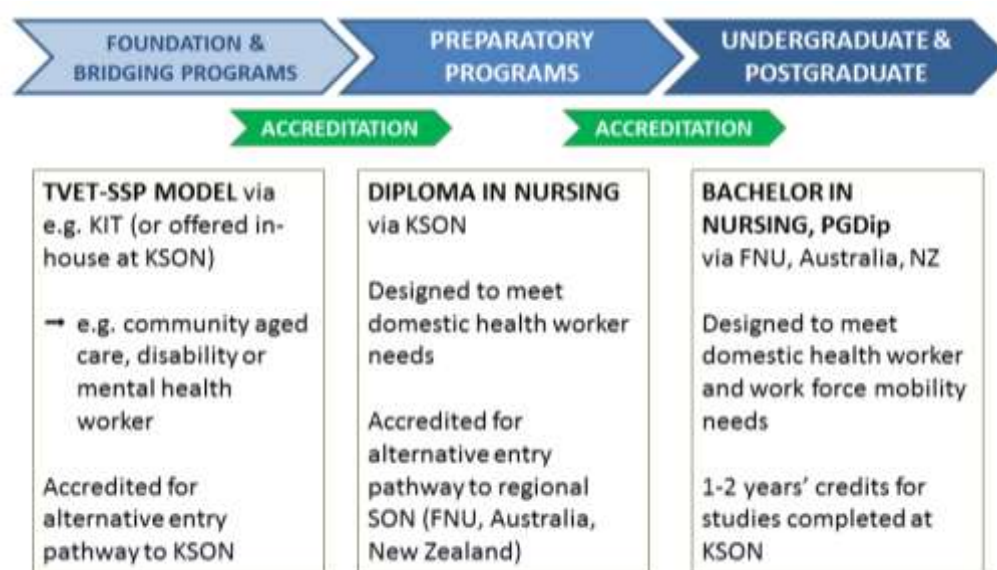 FOUNDATION &
BRIDGING PROGRAMS
PREPARATORY
PROGRAMS
UNDERGRADUATE &
POSTGRADUATE
ACCREDITATION
ACCREDITATION
TVET-SSP MODEL via
e.g. KIT (or offered in-
house at KSON)
→ e.g. community aged
care, disability or
mental health
worker
Accredited for
alternative entry
pathway to KSON
DIPLOMA IN NURSING
via KSON
Designed to meet
domestic health worker
needs
Accredited for
alternative entry
pathway to regional
SON (FNU, Australia,
New Zealand)
BACHELOR IN
NURSING, PGDip
via FNU, Australia, NZ
Designed to meet
domestic health worker
and work force mobility
needs
1-2 years' credits for
studies completed at
KSON